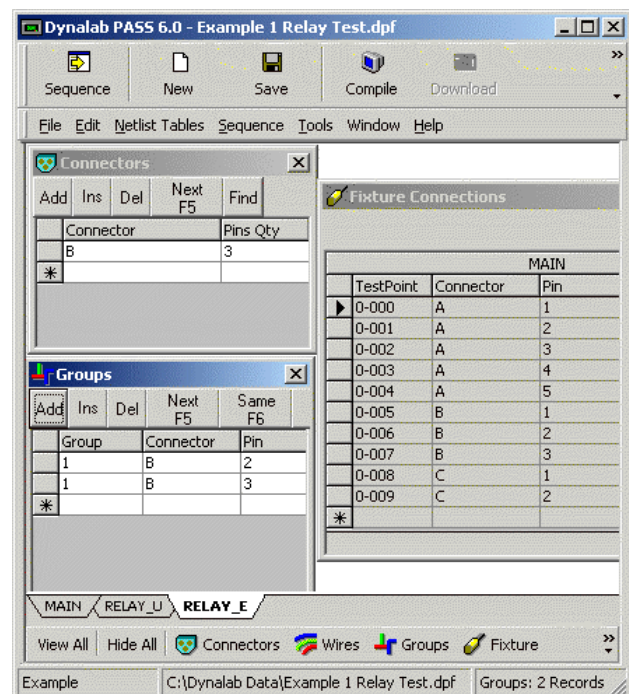 Dynalab PASS 6.0 - Example 1 Relay Test.dpf
Sequence New Save Compile Download
File Edit Netlist Tables Sequence Tools Window Help
Connectors
Add Ins Del Next F5 Find
Connector Pins Qty
B 3
Groups
Add Ins Del Next F5 Same F6
Group Connector Pin
1 B 2
1 B 3
Fixture Connections
MAIN
TestPoint Connector Pin
0-000 A 1
0-001 A 2
0-002 A 3
0-003 A 4
0-004 A 5
0-005 B 1
0-006 B 2
0-007 B 3
0-008 C 1
0-009 C 2
MAIN RELAY_U RELAY_E
View All Hide All Connectors Wires Groups Fixture
Example C:\Dynalab Data\Example 1 Relay Test.dpf Groups: 2 Records